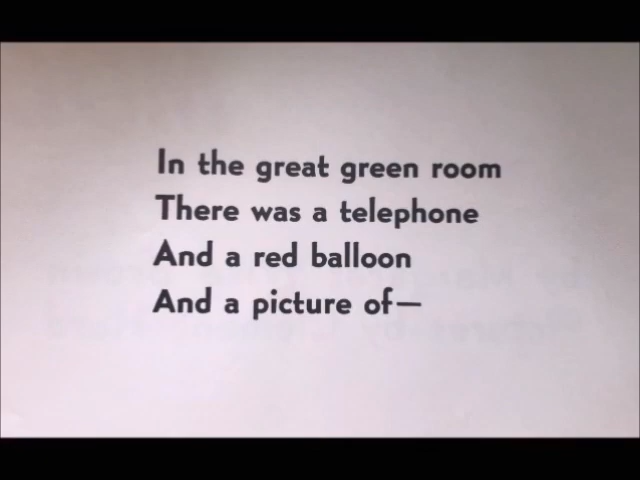 In the great green room
There was a telephone
And a red balloon
And a picture of—